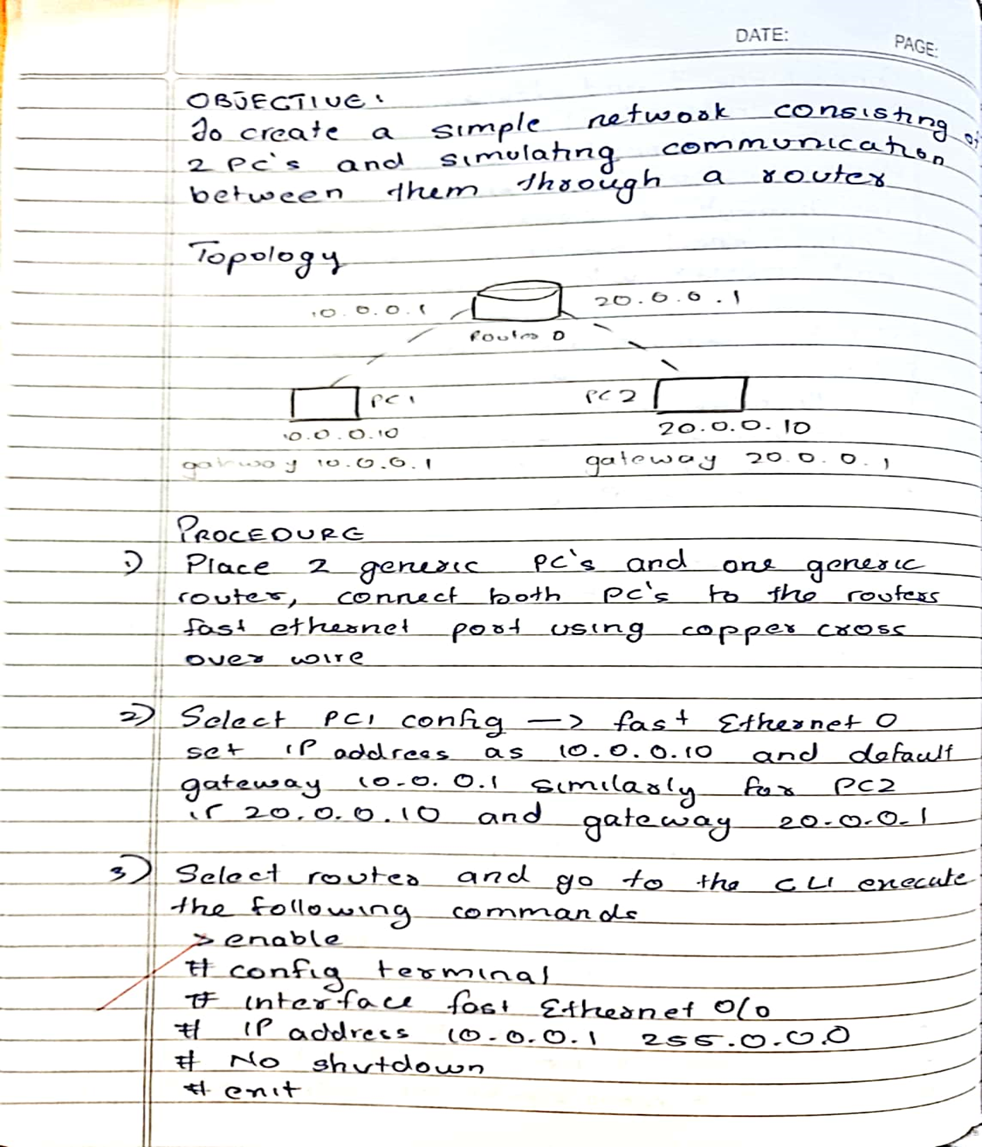 DATE:
PAGE:
OBJECTIVE:
To create a simple network consisting of
2 PC's and simulating communication
between them through a router
Topology
10.0.0.1
20.0.0.1
Router 0
PC1
PC2
10.0.0.10
20.0.0.10
gateway 10.0.0.1
gateway 20.0.0.1
PROCEDURE
1) Place 2 generic PC's and one generic
router, connect both PC's to the routers
fast ethernet port using copper cross
over wire
2) Select PC1 config -> fast Ethernet 0
set IP address as 10.0.0.10 and default
gateway 10.0.0.1 similarly for PC2
ip 20.0.0.10 and gateway 20.0.0.1
3) Select router and go to the CLI execute
the following commands
> enable
# config terminal
# interface fast Ethernet 0/0
# IP address 10.0.0.1 255.0.0.0
# No shutdown
# exit